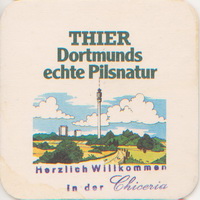 THIER
Dortmunds
echte Pilsnatur
Herzlich Willkommen
in der Chiceria